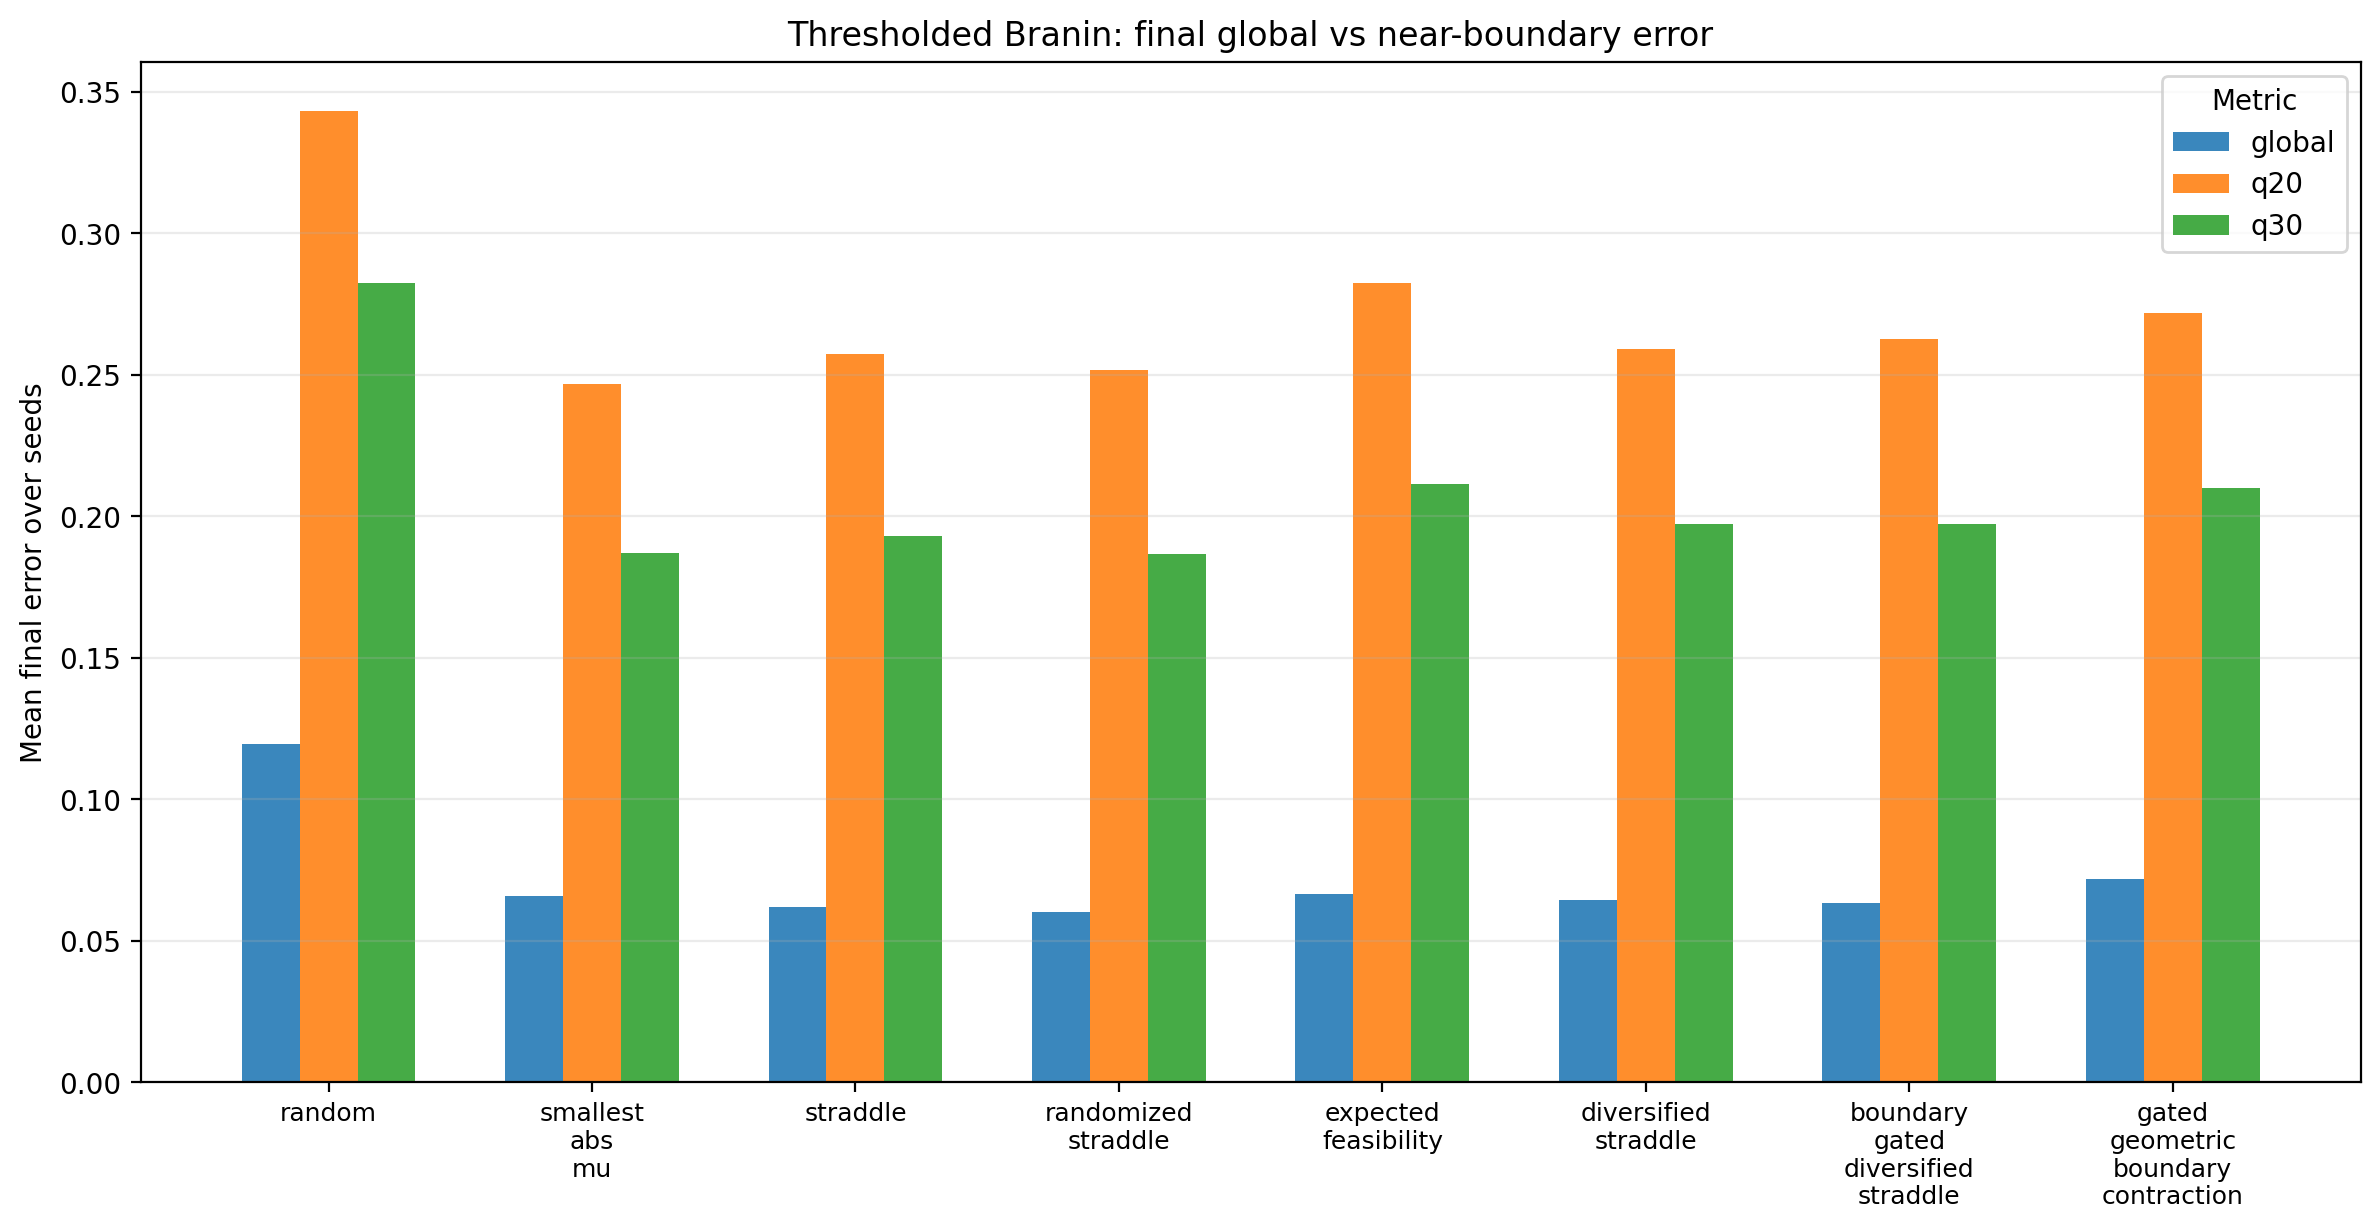 Thresholded Branin: final global vs near-boundary error
Mean final error over seeds
0.35
0.30
0.25
0.20
0.15
0.10
0.05
0.00
Metric
global
q20
q30
random
smallest
abs
mu
straddle
randomized
straddle
expected
feasibility
diversified
straddle
boundary
gated
diversified
straddle
gated
geometric
boundary
contraction